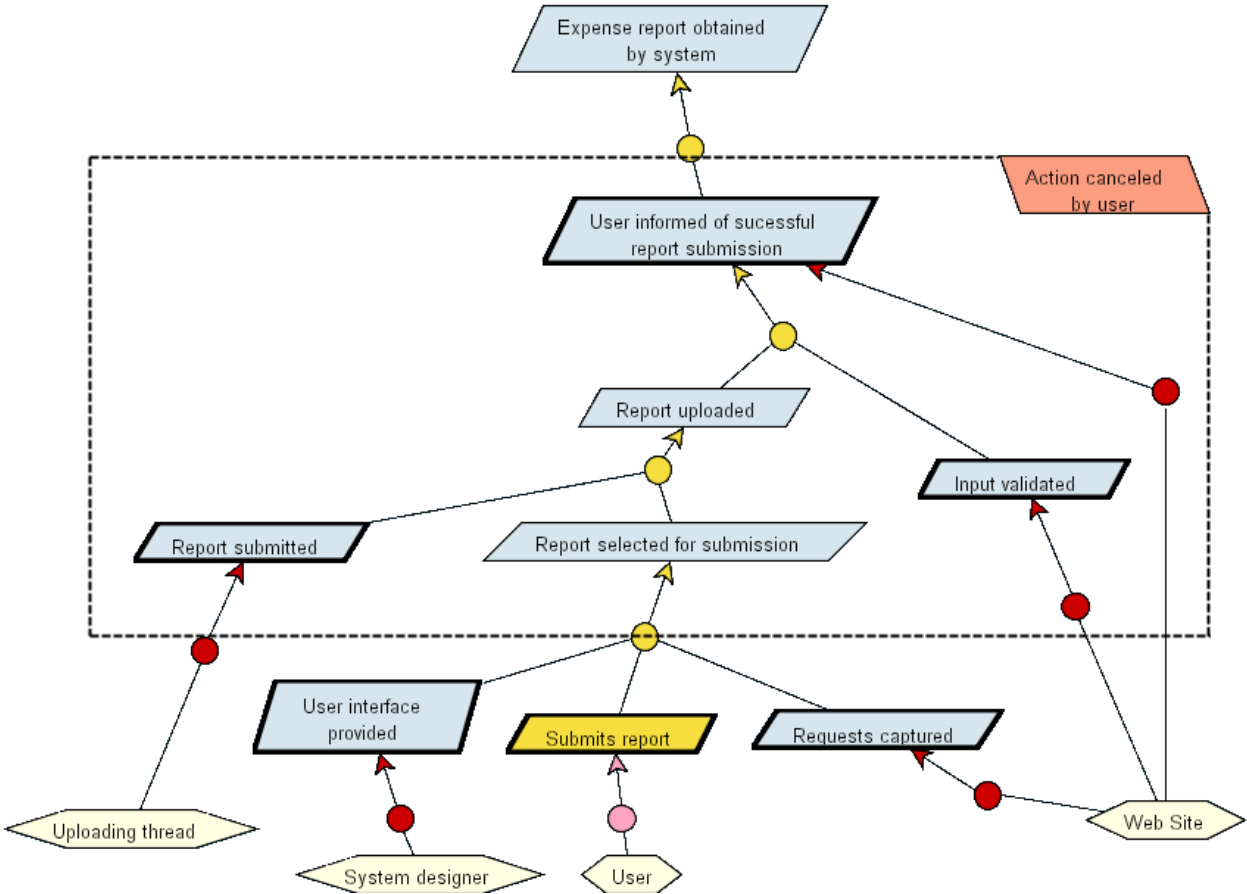 Expense report obtained
by system
Action canceled
by user
User informed of sucessful
report submission
Report uploaded
Input validated
Report submitted
Report selected for submission
User interface
provided
Submits report
Requests captured
Uploading thread
Web Site
System designer
User